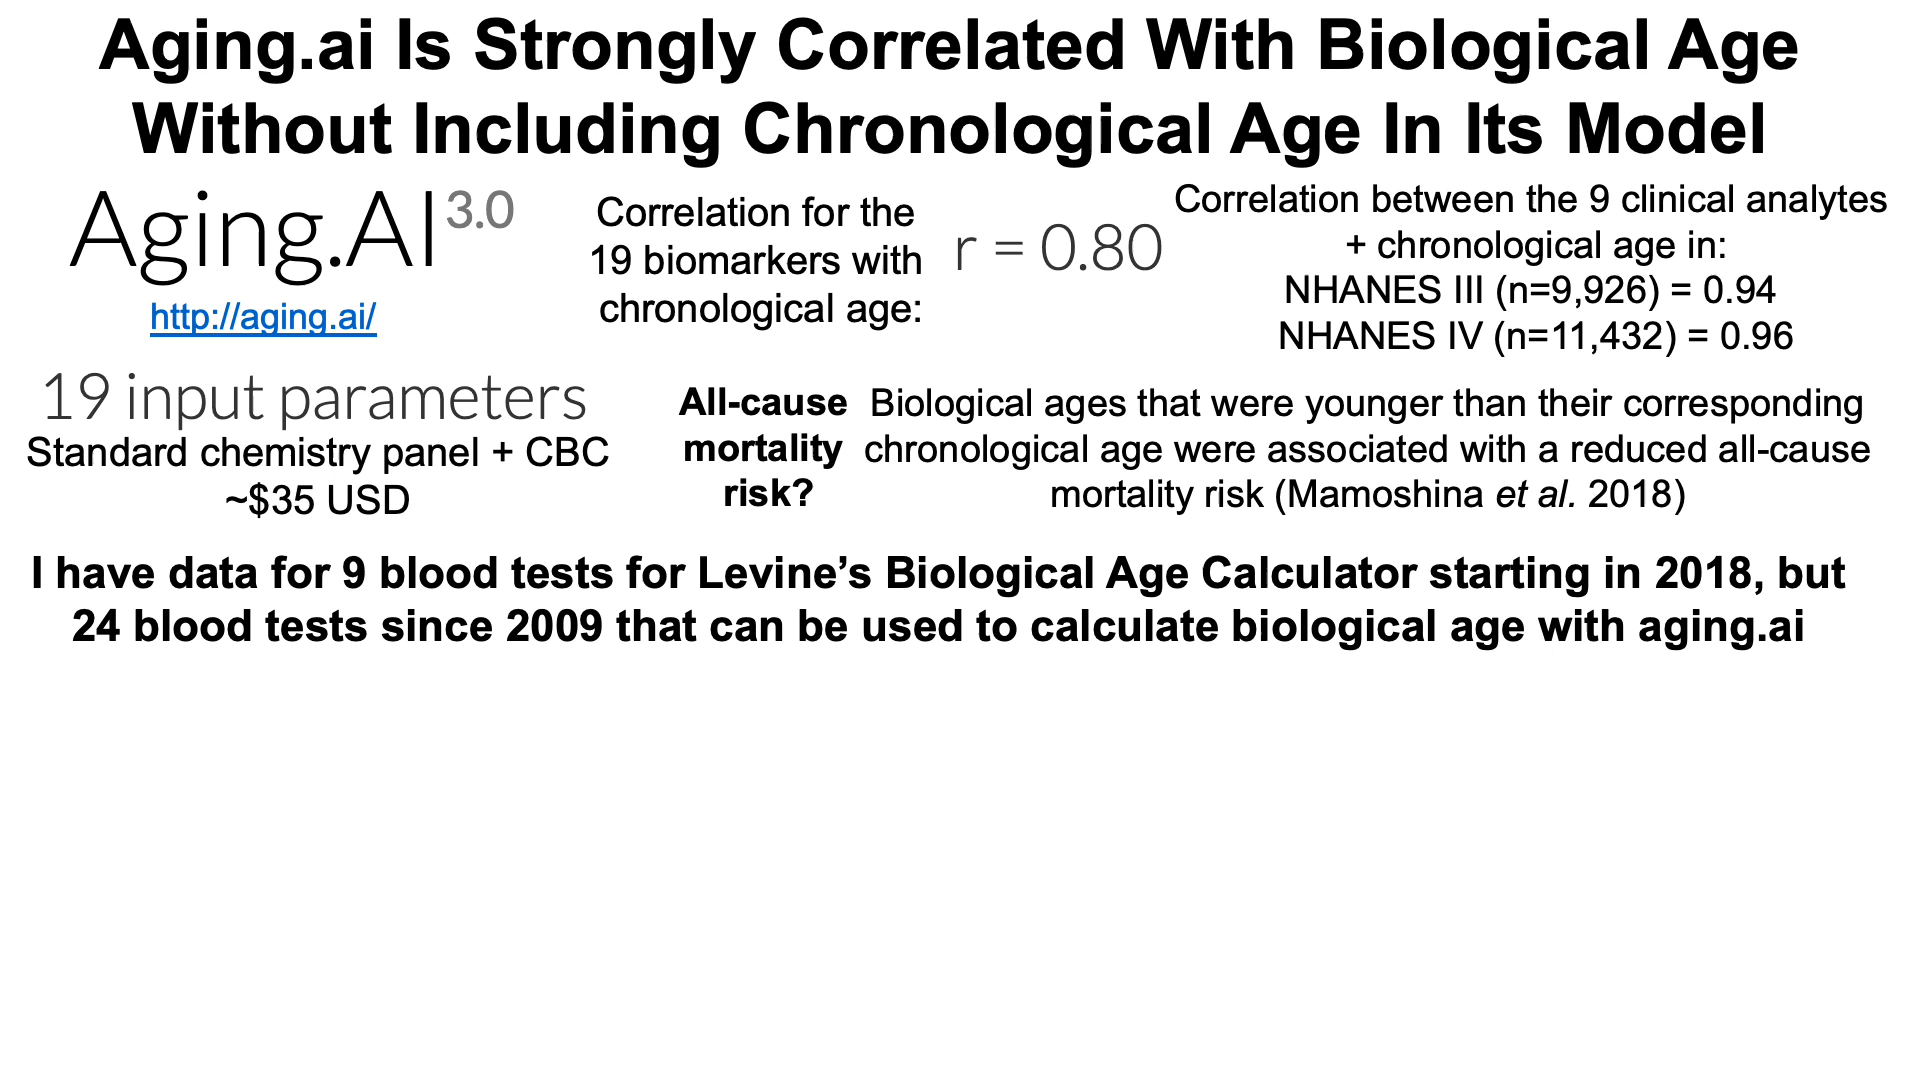 Aging.ai Is Strongly Correlated With Biological Age
Without Including Chronological Age In Its Model
Aging.AI 3.0
http://aging.ai/
Correlation for the
19 biomarkers with
chronological age:
r = 0.80
Correlation between the 9 clinical analytes
+ chronological age in:
NHANES III (n=9,926) = 0.94
NHANES IV (n=11,432) = 0.96
19 input parameters
Standard chemistry panel + CBC
~$35 USD
All-cause
mortality
risk?
Biological ages that were younger than their corresponding
chronological age were associated with a reduced all-cause
mortality risk (Mamoshina et al. 2018)
I have data for 9 blood tests for Levine’s Biological Age Calculator starting in 2018, but
24 blood tests since 2009 that can be used to calculate biological age with aging.ai